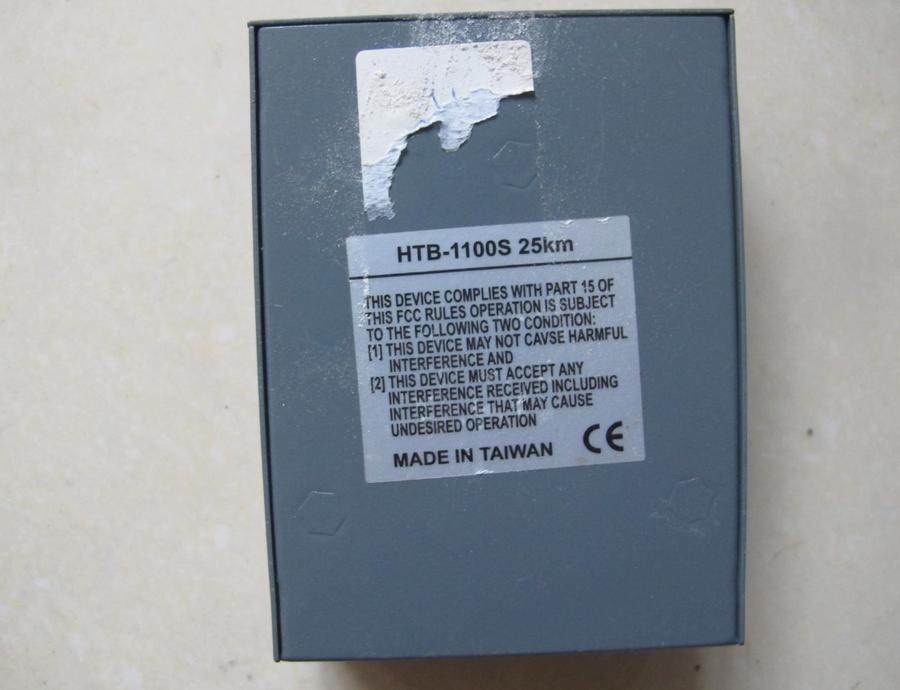 HTB-1100S 25km
THIS DEVICE COMPLIES WITH PART 15 OF
THIS FCC RULES OPERATION IS SUBJECT
TO THE FOLLOWING TWO CONDITION:
[1] THIS DEVICE MAY NOT CAVSE HARMFUL
INTERFERENCE AND
[2] THIS DEVICE MUST ACCEPT ANY
INTERFERENCE RECEIVED INCLUDING
INTERFERENCE THAT MAY CAUSE
UNDESIRED OPERATION
MADE IN TAIWAN CE